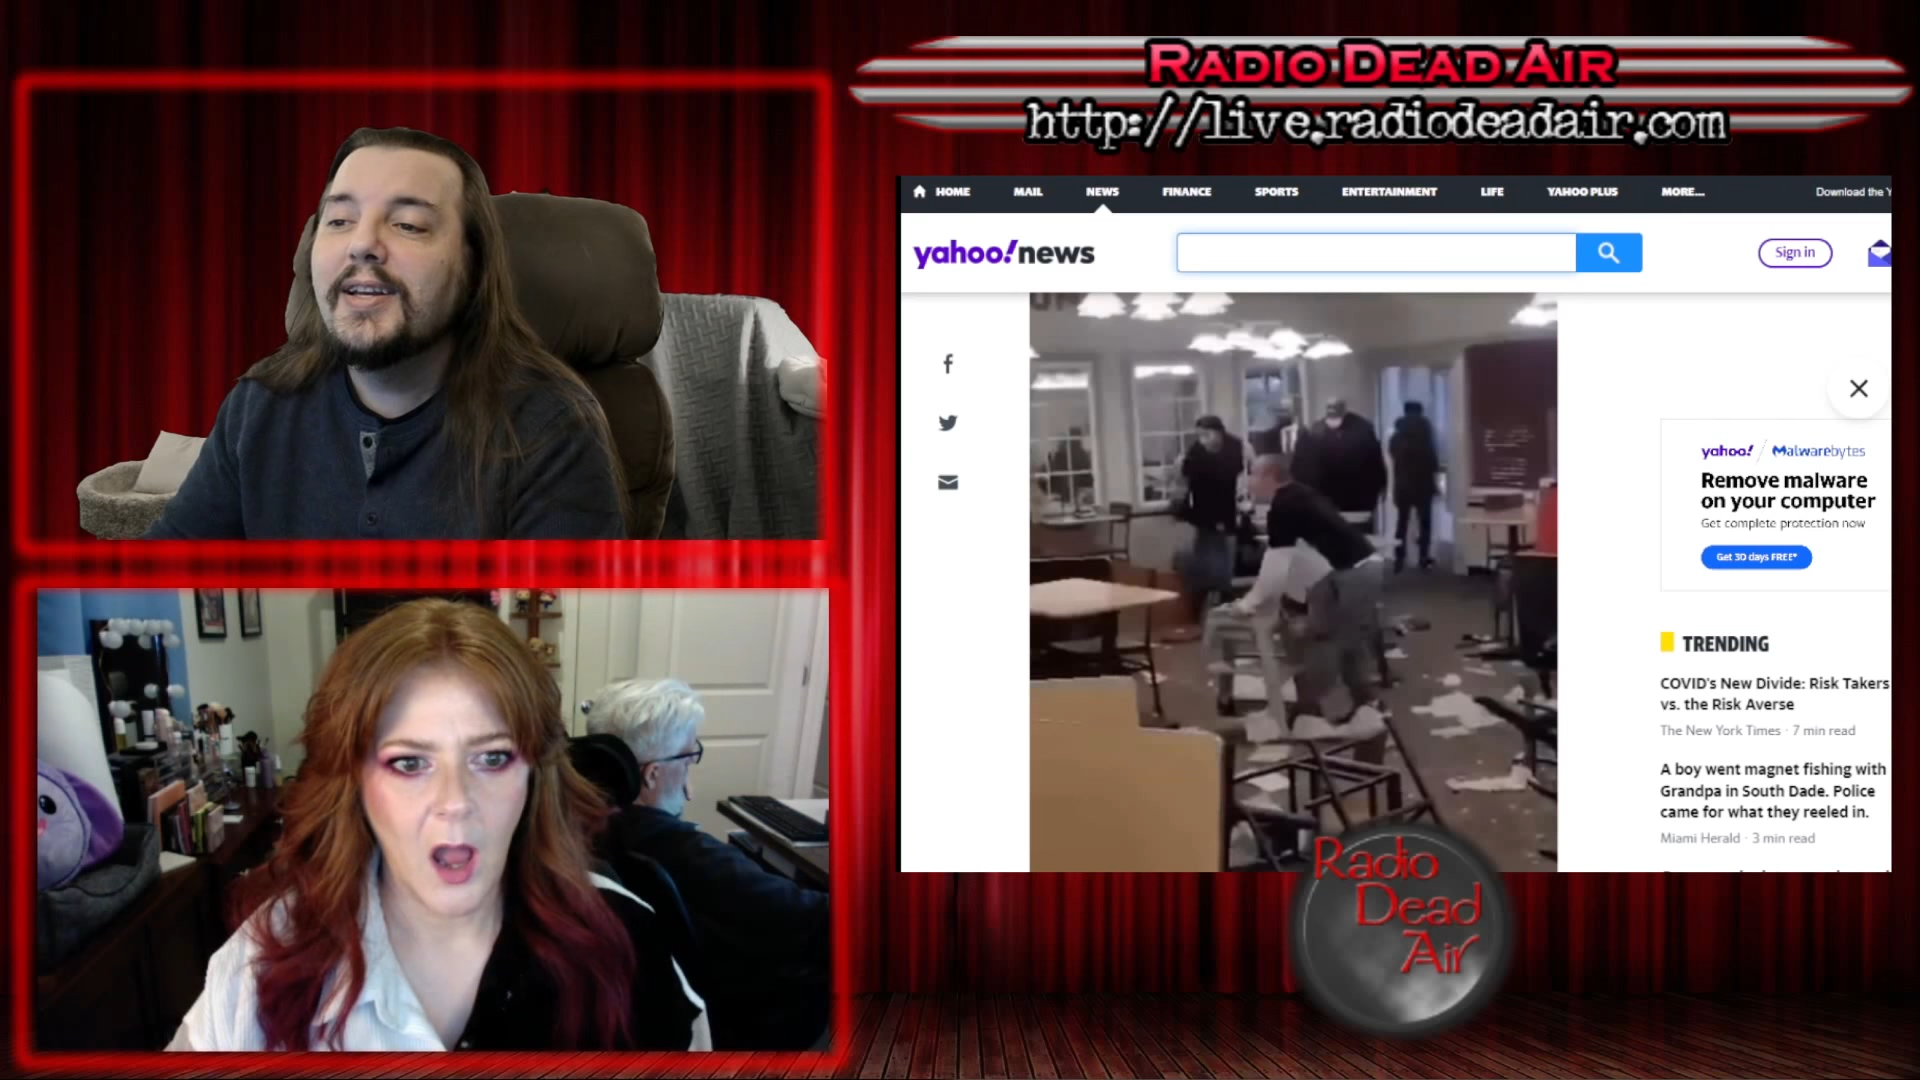 RADIO DEAD AIR
http://live.radiodeadair.com
HOME MAIL NEWS FINANCE SPORTS ENTERTAINMENT LIFE YAHOO PLUS MORE... Download the Y
yahoo!news
Sign in
yahoo! / Malwarebytes
Remove malware
on your computer
Get complete protection now
Get 30 days FREE*
TRENDING
COVID's New Divide: Risk Takers
vs. the Risk Averse
The New York Times · 7 min read
A boy went magnet fishing with
Grandpa in South Dade. Police
came for what they reeled in.
Miami Herald · 3 min read
Radio
Dead
Air